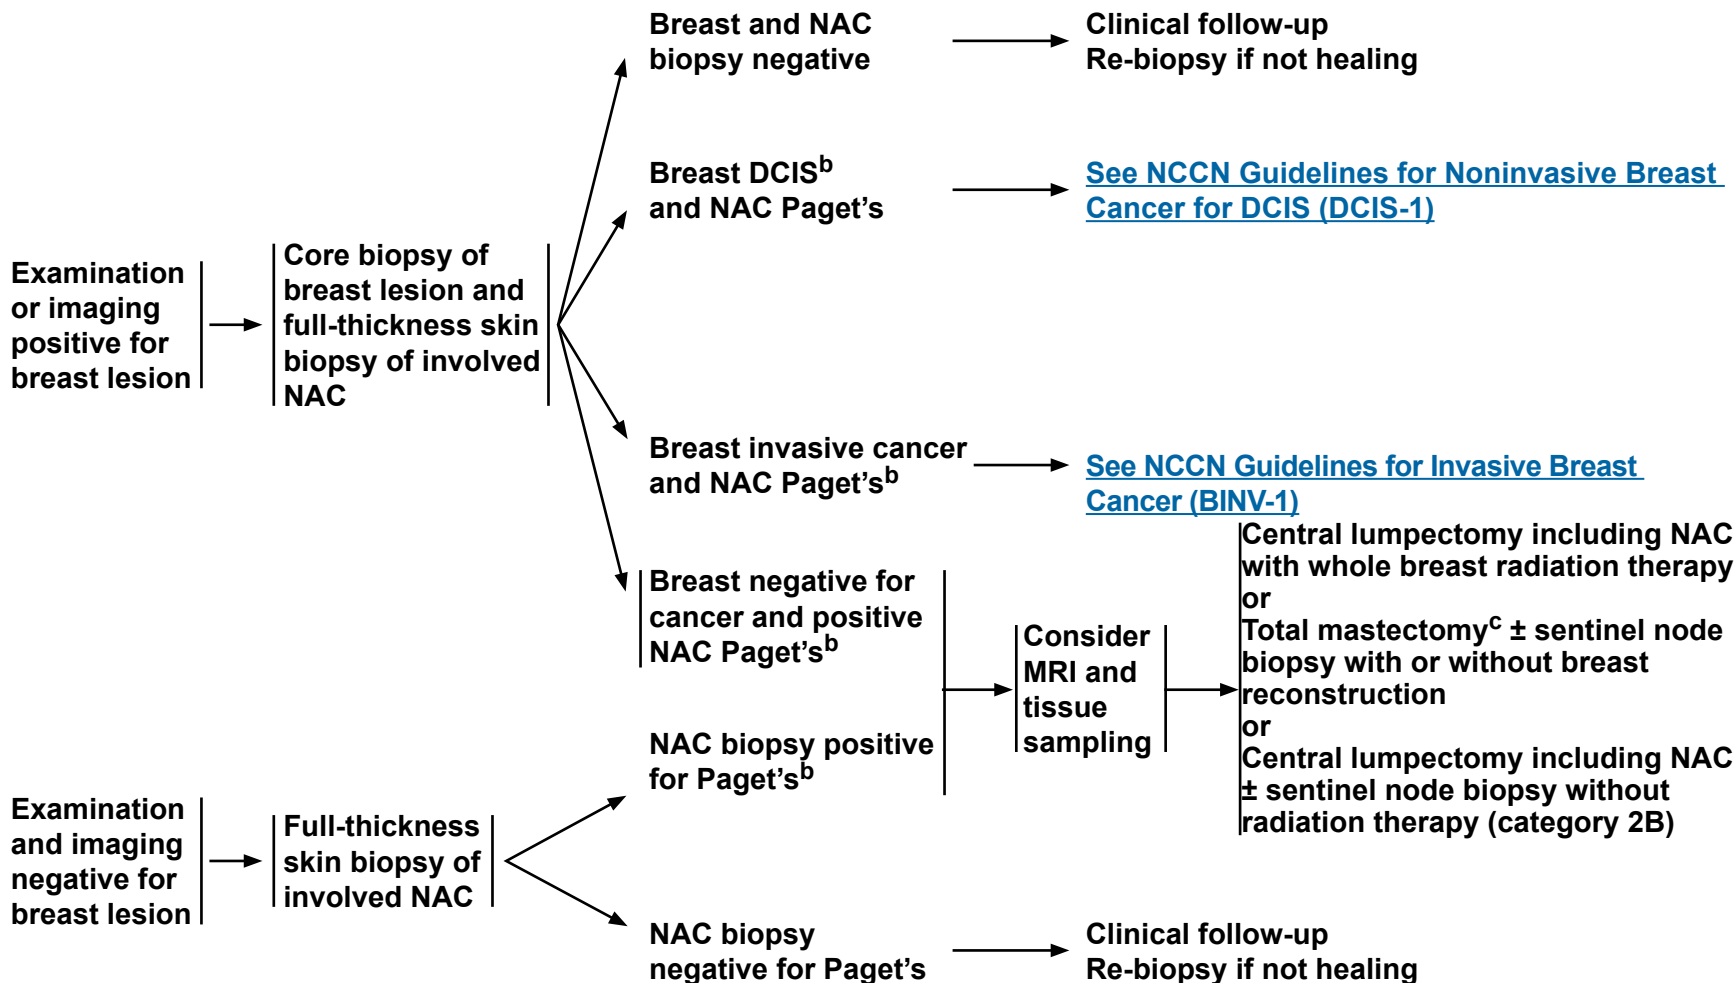 Breast and NAC
biopsy negative
Clinical follow-up
Re-biopsy if not healing
Breast DCISb
and NAC Paget’s
See NCCN Guidelines for Noninvasive Breast
Cancer for DCIS (DCIS-1)
Examination
or imaging
positive for
breast lesion
Core biopsy of
breast lesion and
full-thickness skin
biopsy of involved
NAC
Breast invasive cancer
and NAC Paget’sb
See NCCN Guidelines for Invasive Breast
Cancer (BINV-1)
Breast negative for
cancer and positive
NAC Paget’sb
Consider
MRI and
tissue
sampling
Central lumpectomy including NAC
with whole breast radiation therapy
or
Total mastectomyc ± sentinel node
biopsy with or without breast
reconstruction
or
Central lumpectomy including NAC
± sentinel node biopsy without
radiation therapy (category 2B)
NAC biopsy positive
for Paget’sb
Examination
and imaging
negative for
breast lesion
Full-thickness
skin biopsy of
involved NAC
NAC biopsy
negative for Paget’s
Clinical follow-up
Re-biopsy if not healing